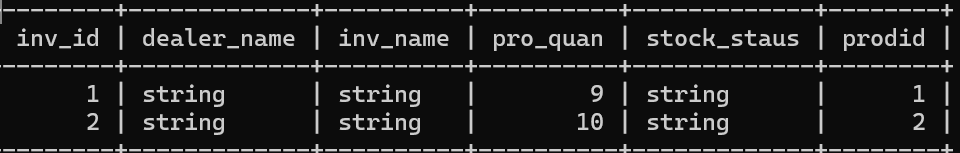 inv_id | dealer_name | inv_name | pro_quan | stock_staus | prodid |
1 | string | string | 9 | string | 1 |
2 | string | string | 10 | string | 2 |